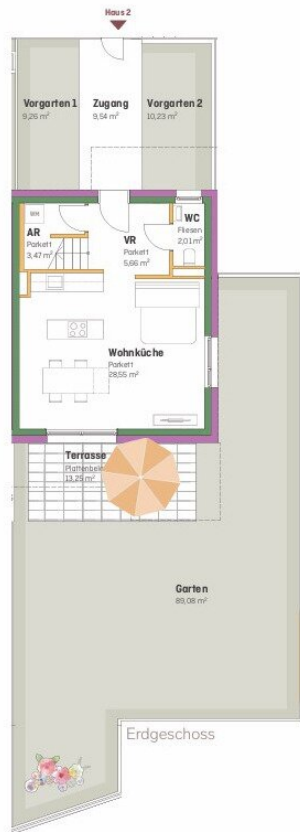 Haus 2
Vorgarten 1
9,26 m²
Zugang
9,54 m²
Vorgarten 2
10,23 m²
WM
AR
Parkett
3,47 m²
VR
Parkett
5,66 m²
WC
Fliesen
2,01 m²
Wohnküche
Parkett
28,55 m²
Terrasse
13,25 m²
Garten
89,08 m²
Erdgeschoss